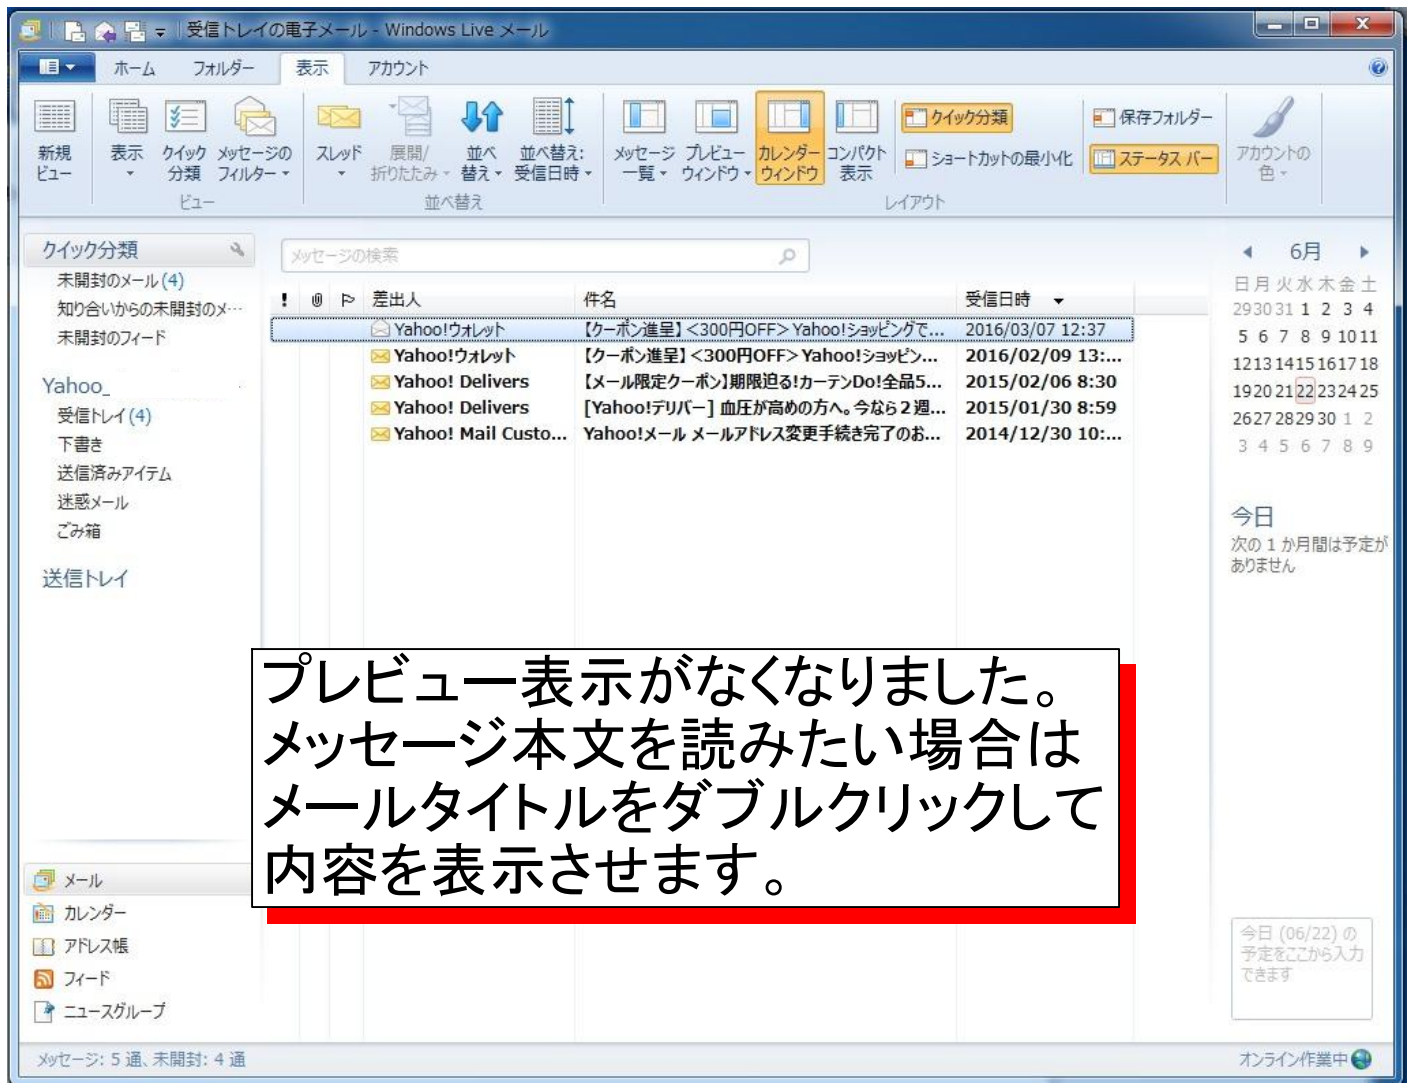 受信トレイの電子メール - Windows Live メール
ホーム フォルダー 表示 アカウント
新規ビュー
表示
クイック分類
メッセージのフィルター
スレッド
展開/折りたたみ
並べ替え
並べ替え: 受信日時
メッセージ一覧
プレビューウィンドウ
カレンダーウィンドウ
コンパクト表示
クイック分類
ショートカットの最小化
保存フォルダー
ステータス バー
アカウントの色
ビュー 並べ替え レイアウト
クイック分類
未開封のメール (4)
知り合いからの未開封のメ…
未開封のフィード
Yahoo_
受信トレイ (4)
下書き
送信済みアイテム
迷惑メール
ごみ箱
送信トレイ
メッセージの検索
! 差出人 件名 受信日時
Yahoo!ウォレット 【クーポン進呈】<300円OFF> Yahoo!ショッピングで... 2016/03/07 12:37
Yahoo!ウォレット 【クーポン進呈】<300円OFF> Yahoo!ショッピン... 2016/02/09 13:...
Yahoo! Delivers 【メール限定クーポン】期限迫る!カーテンDo!全品5... 2015/02/06 8:30
Yahoo! Delivers [Yahoo!デリバー] 血圧が高めの方へ。今なら2週... 2015/01/30 8:59
Yahoo! Mail Custo... Yahoo!メール メールアドレス変更手続き完了のお... 2014/12/30 10:...
6月
日 月 火 水 木 金 土
29 30 31 1 2 3 4
5 6 7 8 9 10 11
12 13 14 15 16 17 18
19 20 21 22 23 24 25
26 27 28 29 30 1 2
3 4 5 6 7 8 9
今日
次の 1 か月間は予定が
ありません
プレビュー表示がなくなりました。
メッセージ本文を読みたい場合は
メールタイトルをダブルクリックして
内容を表示させます。
メール
カレンダー
アドレス帳
フィード
ニュースグループ
今日 (06/22) の
予定をここから入力
できます
メッセージ: 5 通、未開封: 4 通
オンライン作業中